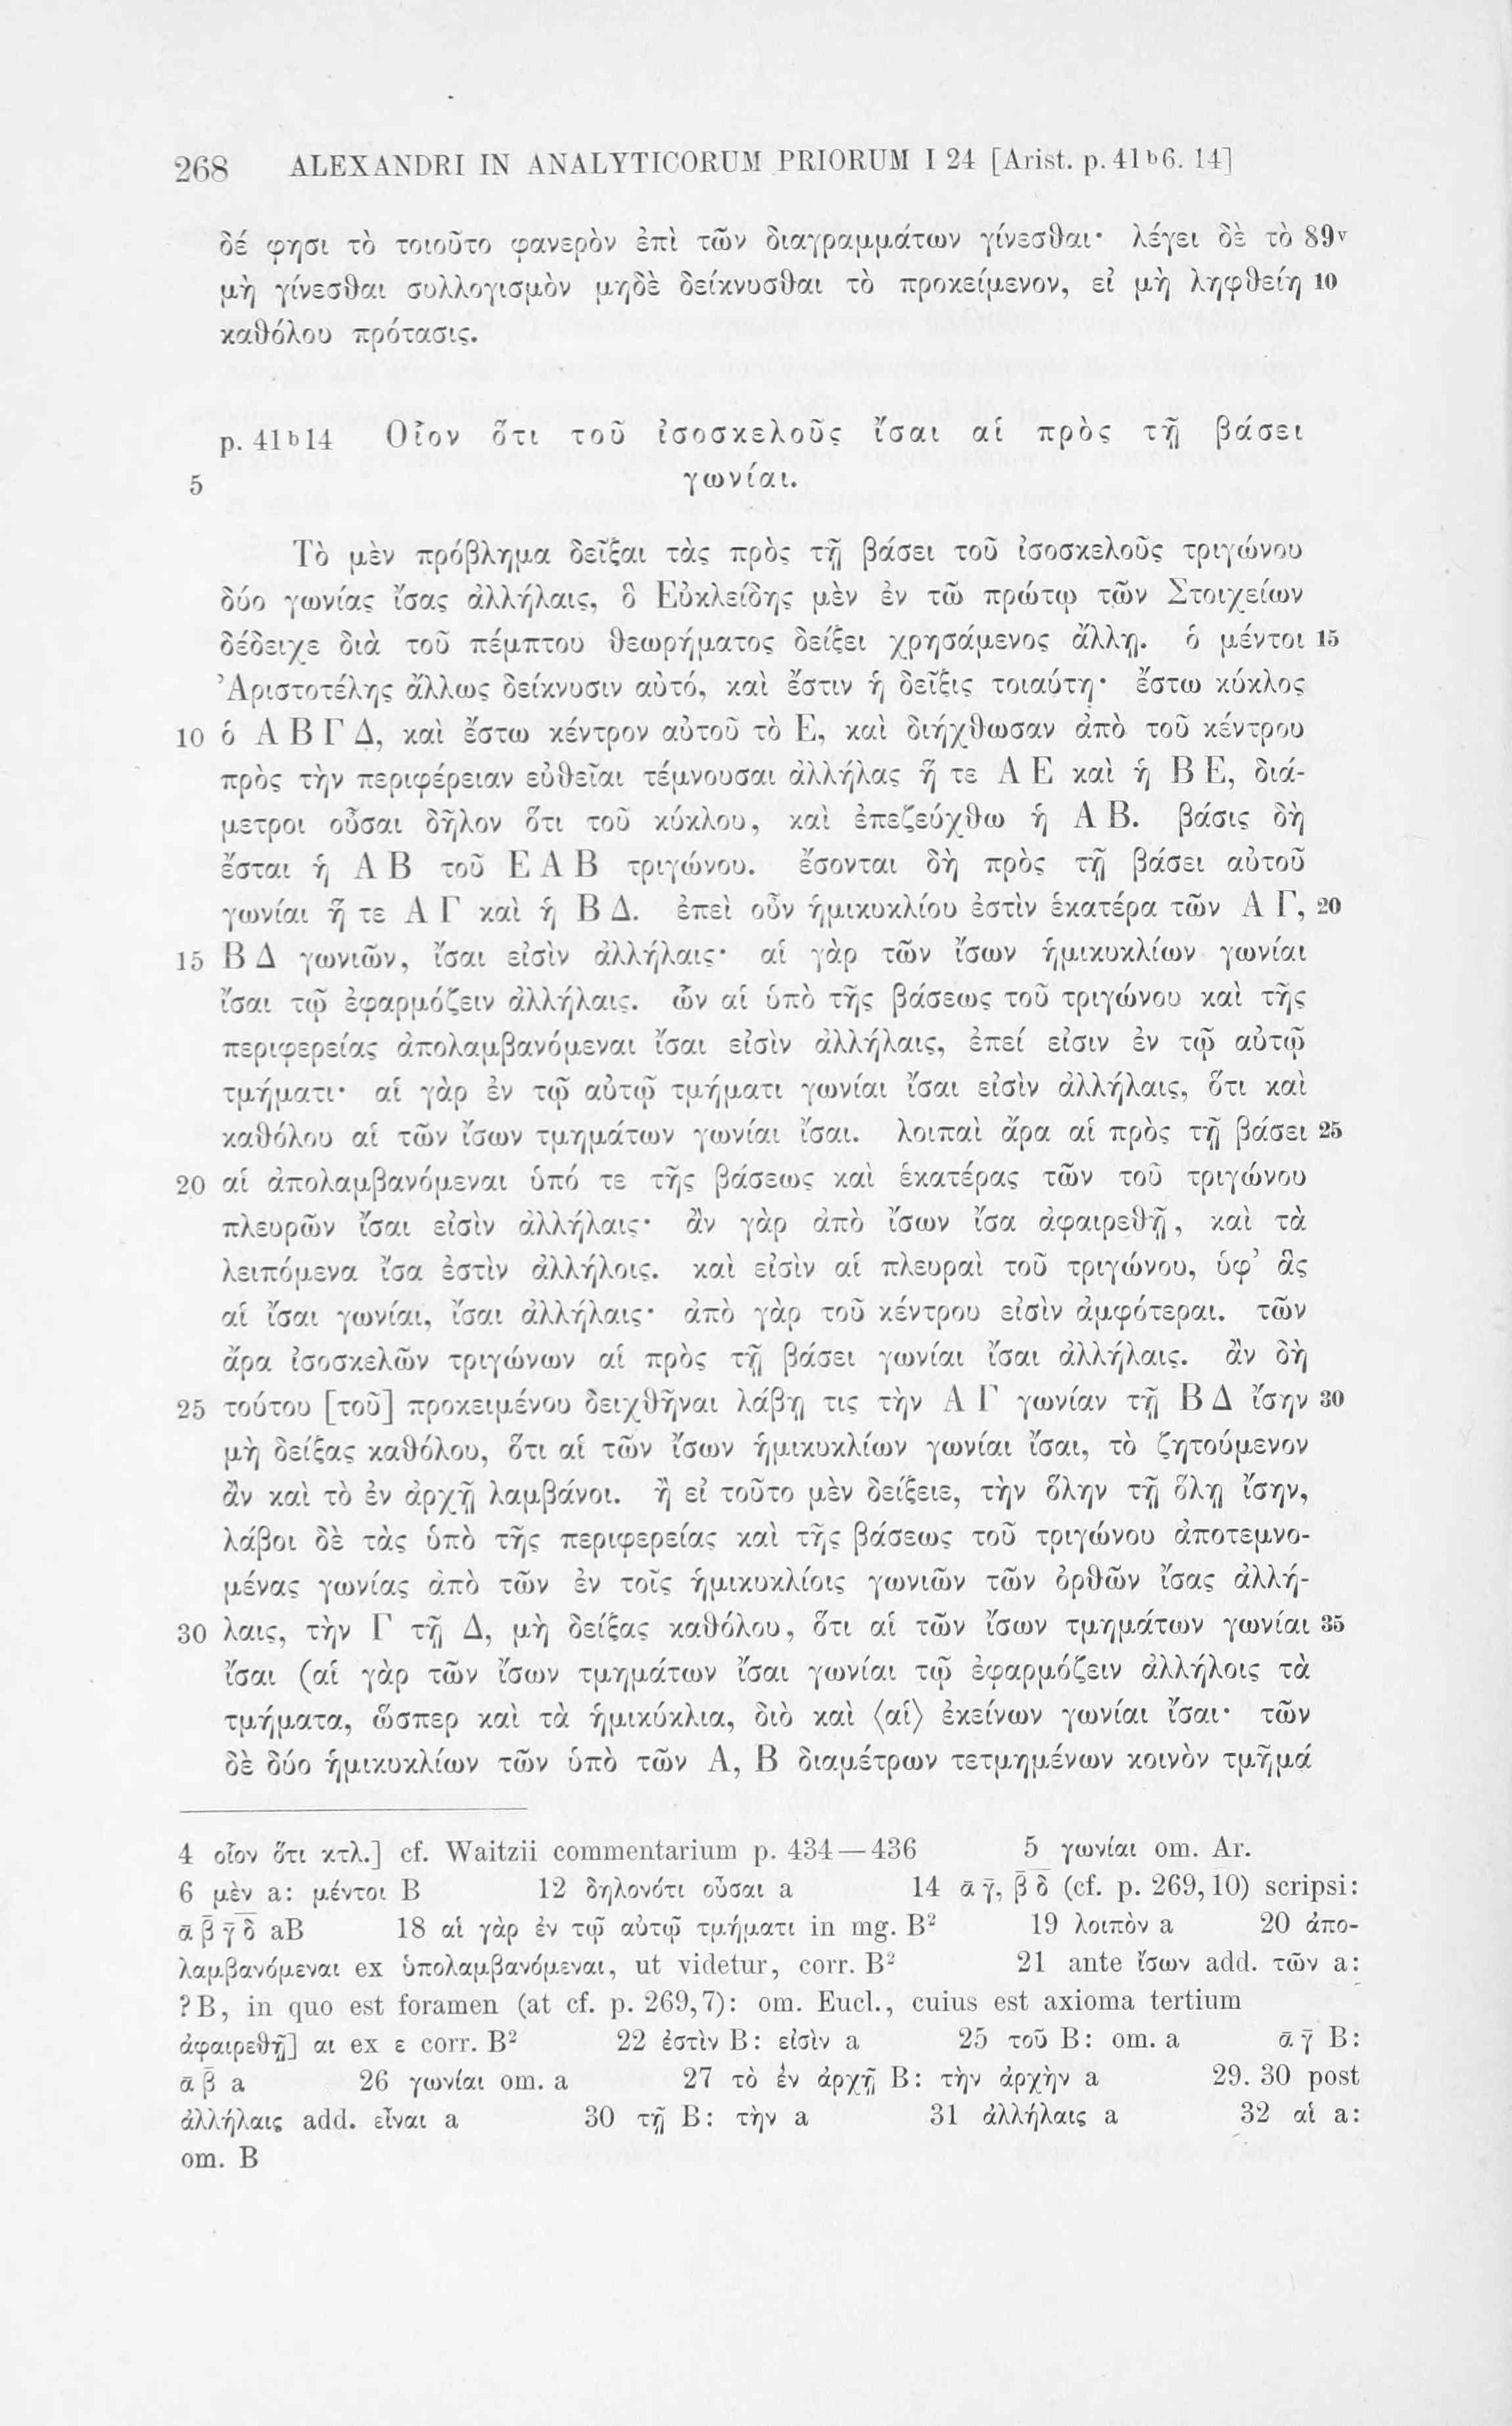 268 ALEXANDRI IN ANALYTICORUM PRIORUM I 24 [Arist. p. 41ᵇ6. 14]
δέ φησι τὸ τοιοῦτο φανερὸν ἐπὶ τῶν διαγραμμάτων γίνεσθαι· λέγει δὲ τὸ 89ᵛ
μὴ γίνεσθαι συλλογισμὸν μηδὲ δείκνυσθαι τὸ προκείμενον, εἰ μὴ ληφθείη 10
καθόλου πρότασις.
p. 41ᵇ14 Οἷον ὅτι τοῦ ἰσοσκελοῦς ἴσαι αἱ πρὸς τῇ βάσει
5 γωνίαι.
Τὸ μὲν πρόβλημα δεῖξαι τὰς πρὸς τῇ βάσει τοῦ ἰσοσκελοῦς τριγώνου
δύο γωνίας ἴσας ἀλλήλαις, ὃ Εὐκλείδης μὲν ἐν τῶ πρώτῳ τῶν Στοιχείων
δέδειχε διὰ τοῦ πέμπτου θεωρήματος δείξει χρησάμενος ἄλλῃ. ὁ μέντοι 15
Ἀριστοτέλης ἄλλως δείκνυσιν αὐτό, καὶ ἔστιν ἡ δεῖξις τοιαύτη· ἔστω κύκλος
10 ὁ Α Β Γ Δ, καὶ ἔστω κέντρον αὐτοῦ τὸ Ε, καὶ διήχθωσαν ἀπὸ τοῦ κέντρου
πρὸς τὴν περιφέρειαν εὐθεῖαι τέμνουσαι ἀλλήλας ἥ τε Α Ε καὶ ἡ Β Ε, διά-
μετροι οὖσαι δῆλον ὅτι τοῦ κύκλου, καὶ ἐπεζεύχθω ἡ Α Β. βάσις δὴ
ἔσται ἡ Α Β τοῦ Ε Α Β τριγώνου. ἔσονται δὴ πρὸς τῇ βάσει αὐτοῦ
γωνίαι ἥ τε Α Γ καὶ ἡ Β Δ. ἐπεὶ οὖν ἡμικυκλίου ἐστὶν ἑκατέρα τῶν Α Γ, 20
15 Β Δ γωνιῶν, ἴσαι εἰσὶν ἀλλήλαις· αἱ γὰρ τῶν ἴσων ἡμικυκλίων γωνίαι
ἴσαι τῷ ἐφαρμόζειν ἀλλήλαις. ὧν αἱ ὑπὸ τῆς βάσεως τοῦ τριγώνου καὶ τῆς
περιφερείας ἀπολαμβανόμεναι ἴσαι εἰσὶν ἀλλήλαις, ἐπεί εἰσιν ἐν τῷ αὐτῷ
τμήματι· αἱ γὰρ ἐν τῷ αὐτῷ τμήματι γωνίαι ἴσαι εἰσὶν ἀλλήλαις, ὅτι καὶ
καθόλου αἱ τῶν ἴσων τμημάτων γωνίαι ἴσαι. λοιπαὶ ἄρα αἱ πρὸς τῇ βάσει 25
20 αἱ ἀπολαμβανόμεναι ὑπό τε τῆς βάσεως καὶ ἑκατέρας τῶν τοῦ τριγώνου
πλευρῶν ἴσαι εἰσὶν ἀλλήλαις· ἂν γὰρ ἀπὸ ἴσων ἴσα ἀφαιρεθῇ, καὶ τὰ
λειπόμενα ἴσα ἐστὶν ἀλλήλοις. καὶ εἰσὶν αἱ πλευραὶ τοῦ τριγώνου, ὑφ’ ἃς
αἱ ἴσαι γωνίαι, ἴσαι ἀλλήλαις· ἀπὸ γὰρ τοῦ κέντρου εἰσὶν ἀμφότεραι. τῶν
ἄρα ἰσοσκελῶν τριγώνων αἱ πρὸς τῇ βάσει γωνίαι ἴσαι ἀλλήλαις. ἂν δὴ
25 τούτου [τοῦ] προκειμένου δειχθῆναι λάβῃ τις τὴν Α Γ γωνίαν τῇ Β Δ ἴσην 30
μὴ δείξας καθόλου, ὅτι αἱ τῶν ἴσων ἡμικυκλίων γωνίαι ἴσαι, τὸ ζητούμενον
ἂν καὶ τὸ ἐν ἀρχῇ λαμβάνοι. ἢ εἰ τοῦτο μὲν δείξειε, τὴν ὅλην τῇ ὅλῃ ἴσην,
λάβοι δὲ τὰς ὑπὸ τῆς περιφερείας καὶ τῆς βάσεως τοῦ τριγώνου ἀποτεμνο-
μένας γωνίας ἀπὸ τῶν ἐν τοῖς ἡμικυκλίοις γωνιῶν τῶν ὀρθῶν ἴσας ἀλλή-
30 λαις, τὴν Γ τῇ Δ, μὴ δείξας καθόλου, ὅτι αἱ τῶν ἴσων τμημάτων γωνίαι 35
ἴσαι (αἱ γὰρ τῶν ἴσων τμημάτων ἴσαι γωνίαι τῷ ἐφαρμόζειν ἀλλήλοις τὰ
τμήματα, ὥσπερ καὶ τὰ ἡμικύκλια, διὸ καὶ ⟨αἱ⟩ ἐκείνων γωνίαι ἴσαι· τῶν
δὲ δύο ἡμικυκλίων τῶν ὑπὸ τῶν Α, Β διαμέτρων τετμημένων κοινὸν τμῆμά
4 οἷον ὅτι κτλ.] cf. Waitzii commentarium p. 434—436 5 γωνίαι om. Ar.
6 μὲν a: μέντοι B 12 δηλονότι οὖσαι a 14 ᾱ γ̄, β̄ δ̄ (cf. p. 269,10) scripsi:
ᾱ β̄ γ̄ δ̄ aB 18 αἱ γὰρ ἐν τῷ αὐτῷ τμήματι in mg. B² 19 λοιπὸν a 20 ἀπο-
λαμβανόμεναι ex ὑπολαμβανόμεναι, ut videtur, corr. B² 21 ante ἴσων add. τῶν a:
?B, in quo est foramen (at cf. p. 269,7): om. Eucl., cuius est axioma tertium
ἀφαιρεθῇ] αι ex ε corr. B² 22 ἐστὶν B: εἰσὶν a 25 τοῦ B: om. a ᾱ γ̄ B:
ᾱ β̄ a 26 γωνίαι om. a 27 τὸ ἐν ἀρχῇ B: τὴν ἀρχὴν a 29. 30 post
ἀλλήλαις add. εἶναι a 30 τῇ B: τὴν a 31 ἀλλήλαις a 32 αἱ a:
om. B